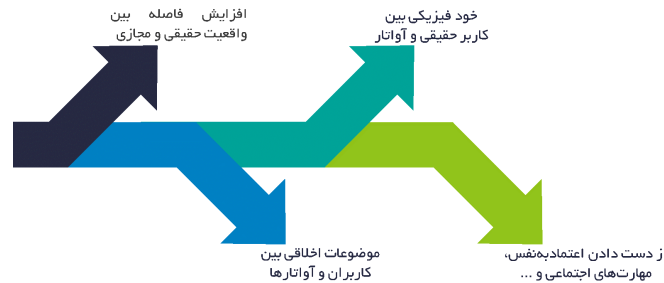 افزایش فاصله بین
واقعیت حقیقی و مجازی
خود فیزیکی بین
کاربر حقیقی و آواتار
موضوعات اخلاقی بین
کاربران و آواتارها
ز دست دادن اعتمادبه‌نفس،
مهارت‌های اجتماعی و ...